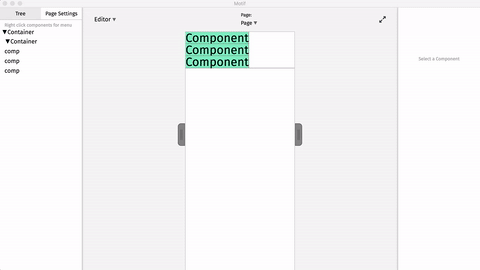 Motif
Tree
Page Settings
Right click components for menu
▼Container
▼Container
comp
comp
comp
Editor ▾
Page:
Page ▾
Component
Component
Component
Select a Component